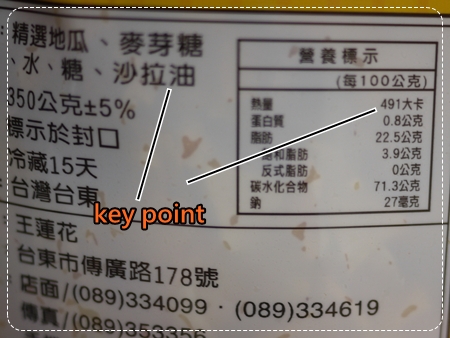 精選地瓜、麥芽糖
、水、糖、沙拉油
350公克±5%
標示於封口
冷藏15天
：台灣台東
key point
營養標示
(每100公克)
熱量 491大卡
蛋白質 0.8公克
脂肪 22.5公克
飽和脂肪 3.9公克
反式脂肪 0公克
碳水化合物 71.3公克
鈉 27毫克
：王蓮花
台東市傳廣路178號
店面/(089)334099．(089)334619
傳真/(089)353356